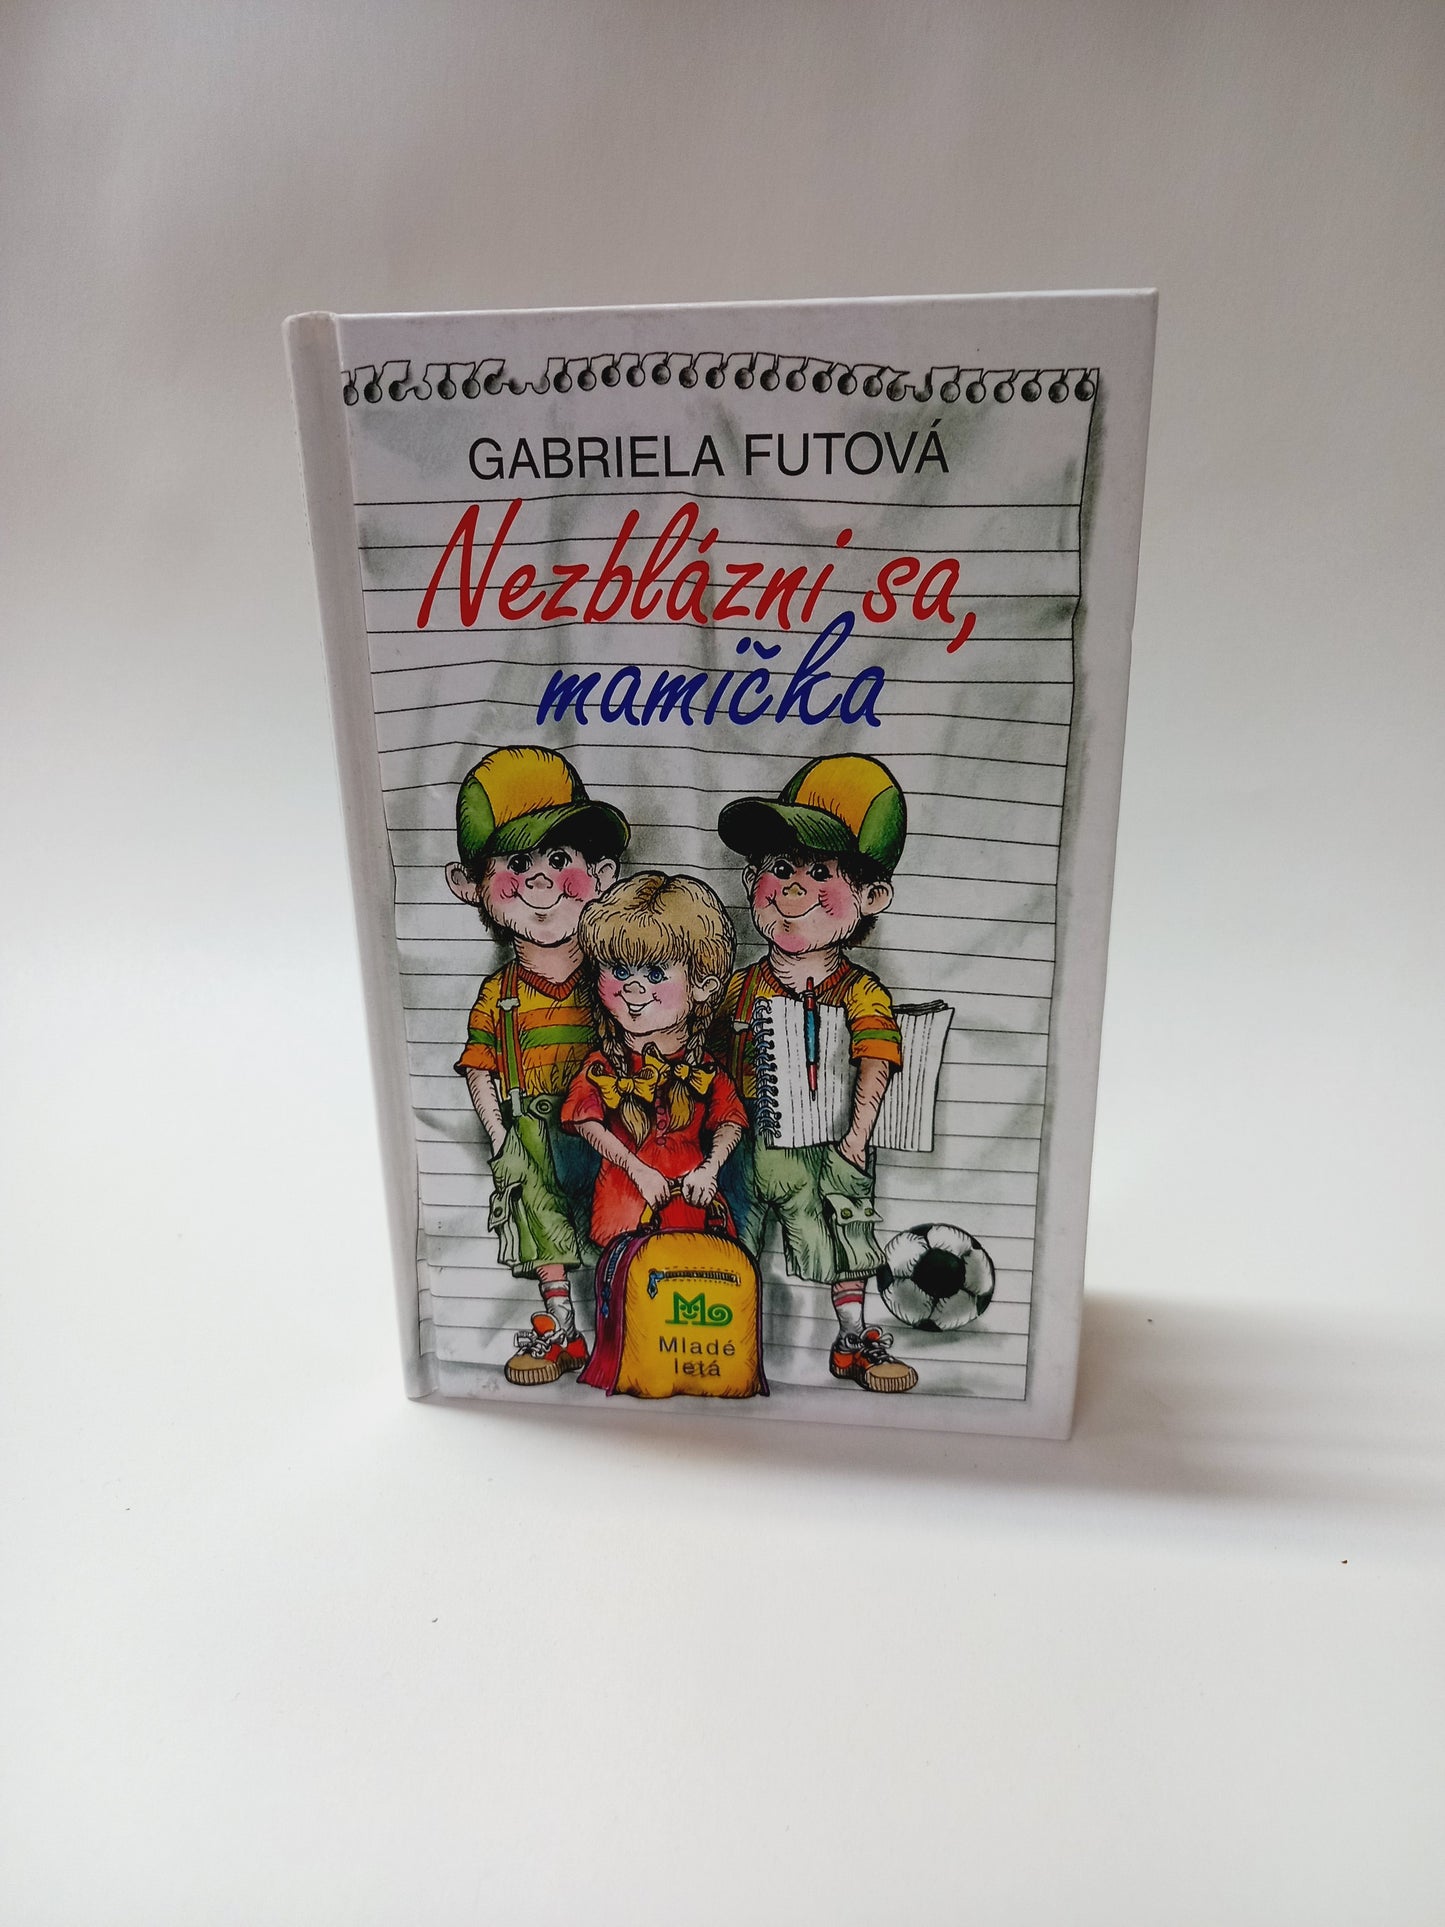 GABRIELA FUTOVÁ
Nezblázni sa,
mamička
Mladé
letá